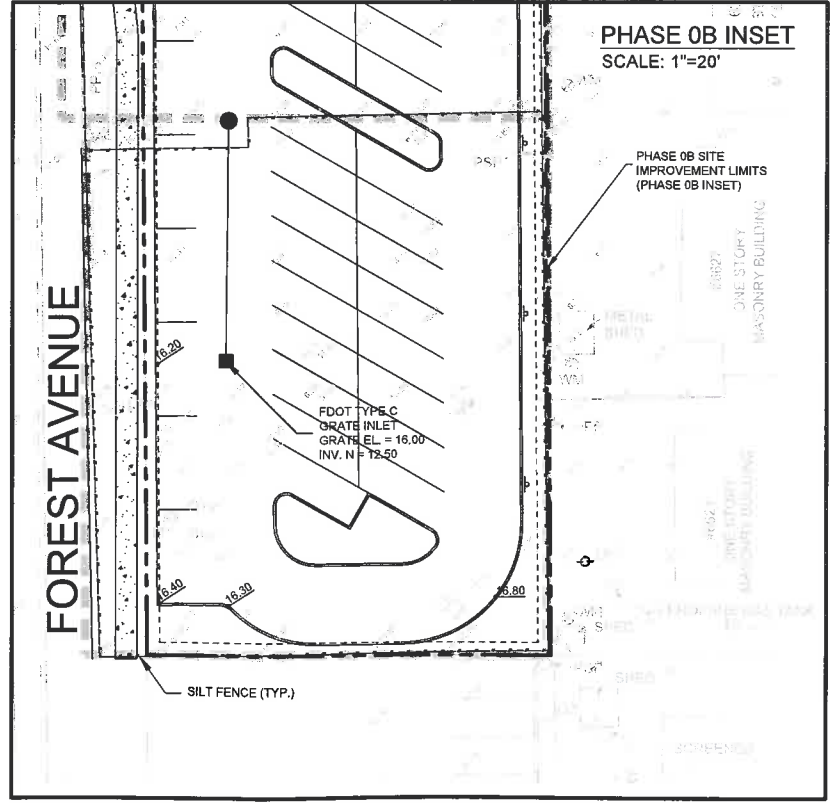 PHASE 0B INSET
SCALE: 1"=20'
PHASE 0B SITE
IMPROVEMENT LIMITS
(PHASE 0B INSET)
ONE STORY
MASONRY BUILDING
SHED
WM
16.20
FDOT TYPE C
GRATE INLET
GRATE EL. = 16.00
INV. N = 12.50
FOREST AVENUE
ONE STORY
MASONRY BUILDING
16.40
16.30
16.80
SHED
SHED
SILT FENCE (TYP.)